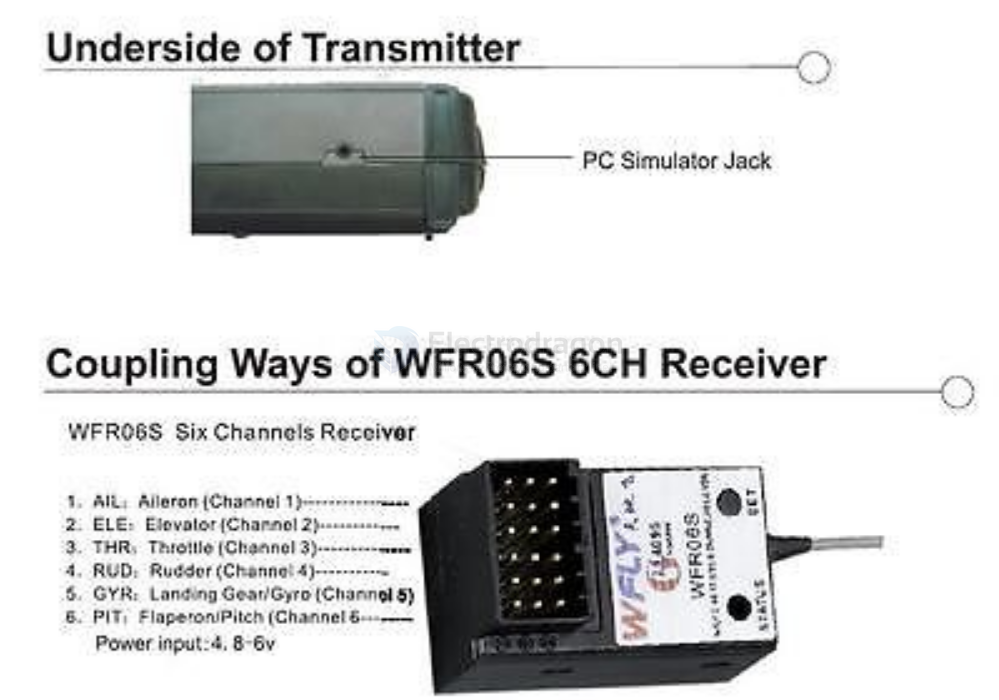 Underside of Transmitter
PC Simulator Jack
Electrodragon
Coupling Ways of WFR06S 6CH Receiver
WFR06S Six Channels Receiver
1. AIL: Aileron (Channel 1)
2. ELE: Elevator (Channel 2)
3. THR: Throttle (Channel 3)
4. RUD: Rudder (Channel 4)
5. GYR: Landing Gear/Gyro (Channel 5)
6. PIT: Flaperon/Pitch (Channel 6
Power input:4. 8-6v
WFLY
WFR06S
SET
STATUS